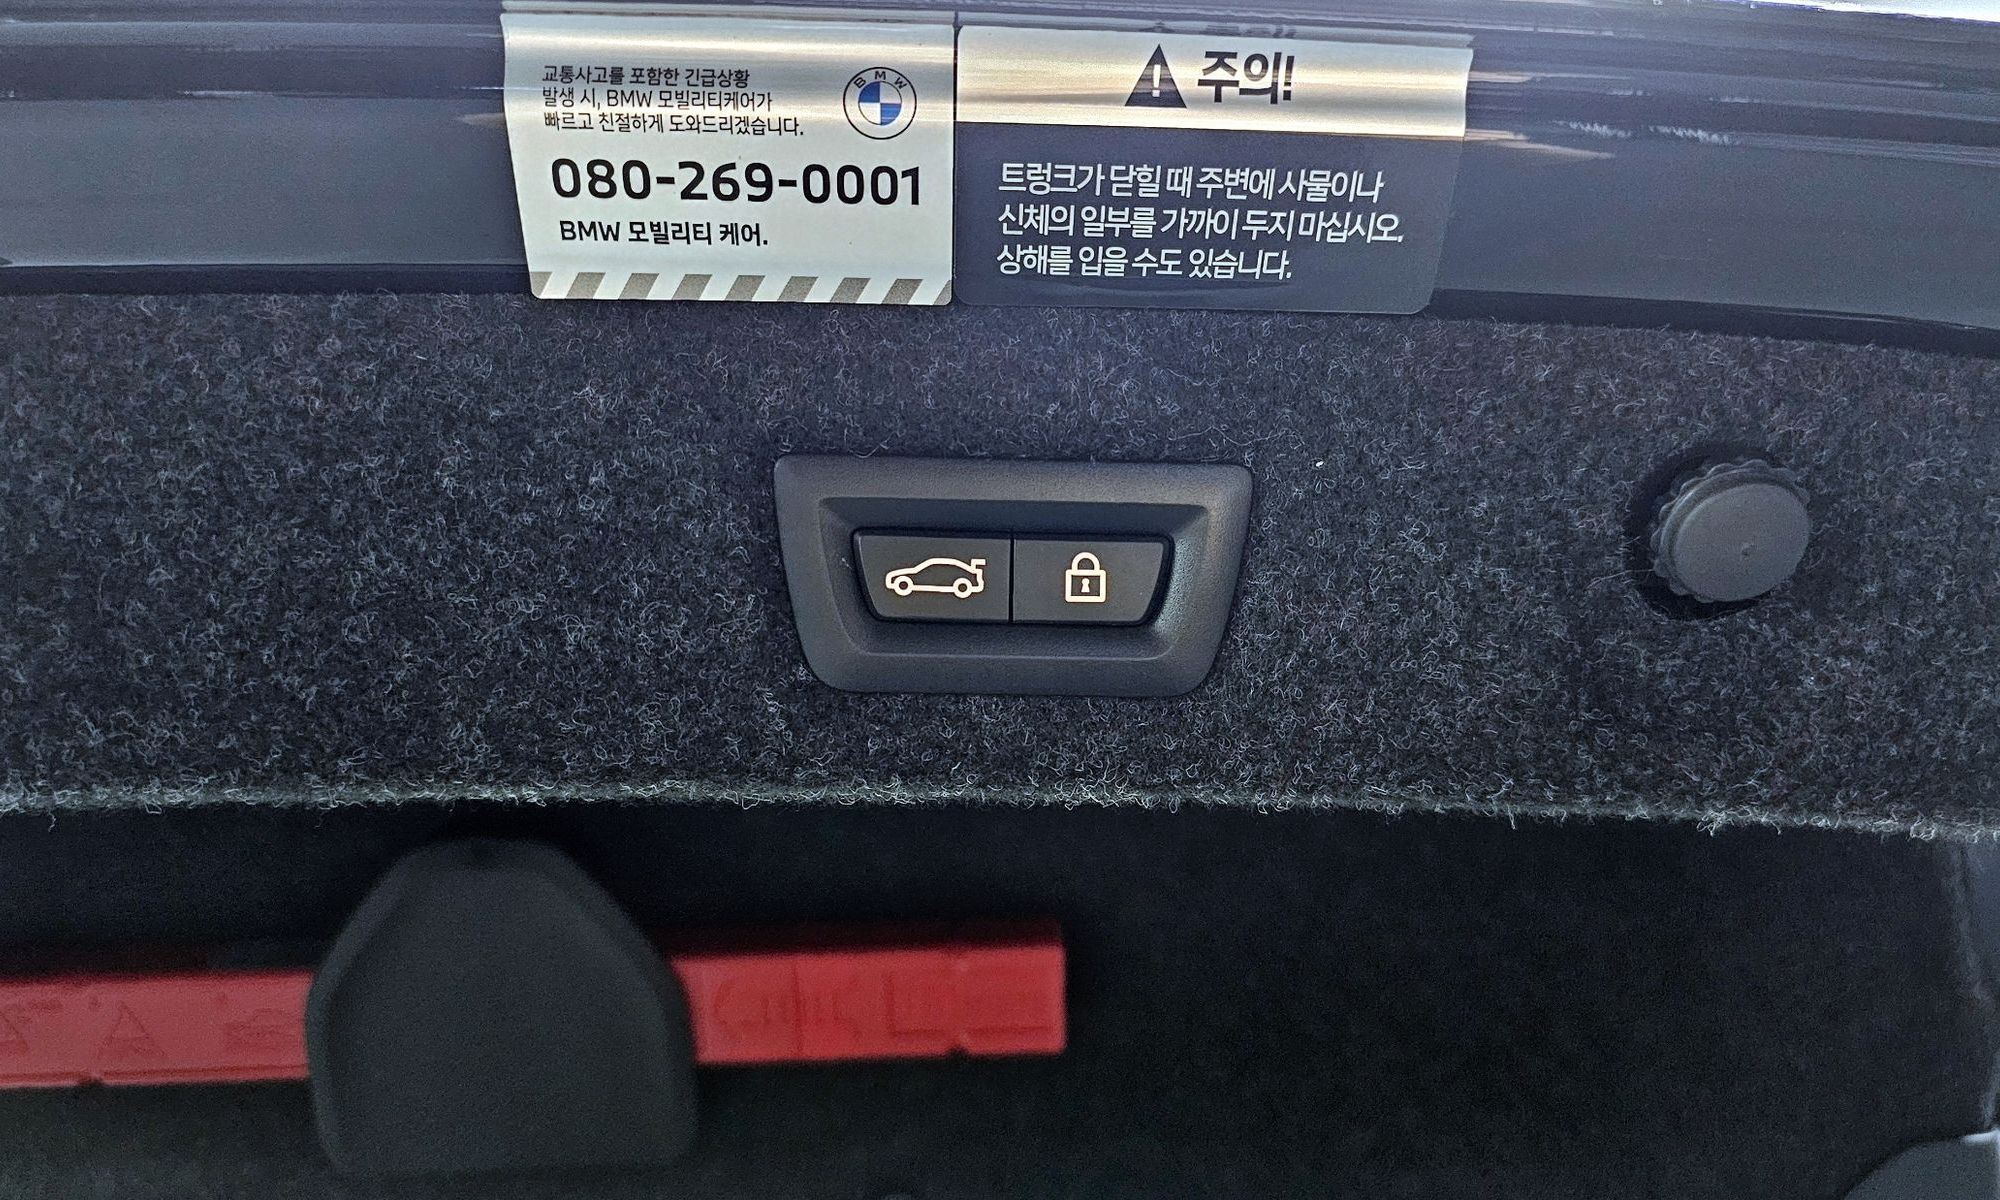 교통사고를 포함한 긴급상황
발생 시, BMW 모빌리티케어가
빠르고 친절하게 도와드리겠습니다.
BMW
080-269-0001
BMW 모빌리티 케어.
주의!
트렁크가 닫힐 때 주변에 사물이나
신체의 일부를 가까이 두지 마십시오.
상해를 입을 수도 있습니다.